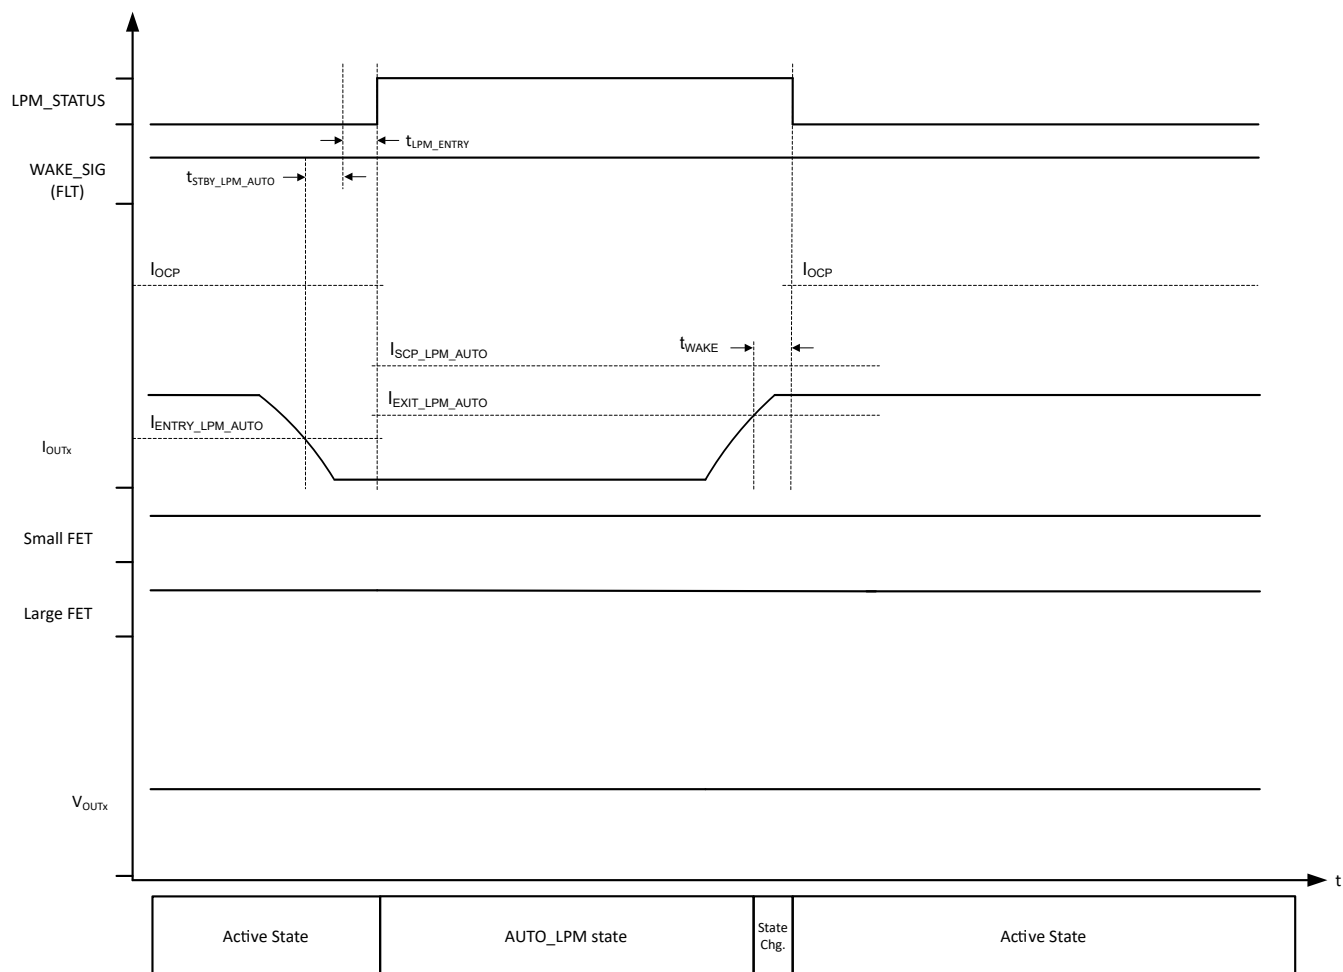 LPM_STATUS
tLPM_ENTRY
WAKE_SIG
(FLT)
tSTBY_LPM_AUTO
IOCP
IOCP
ISCP_LPM_AUTO
tWAKE
IEXIT_LPM_AUTO
IENTRY_LPM_AUTO
IOUTx
Small FET
Large FET
VOUTx
t
Active State
AUTO_LPM state
State
Chg.
Active State